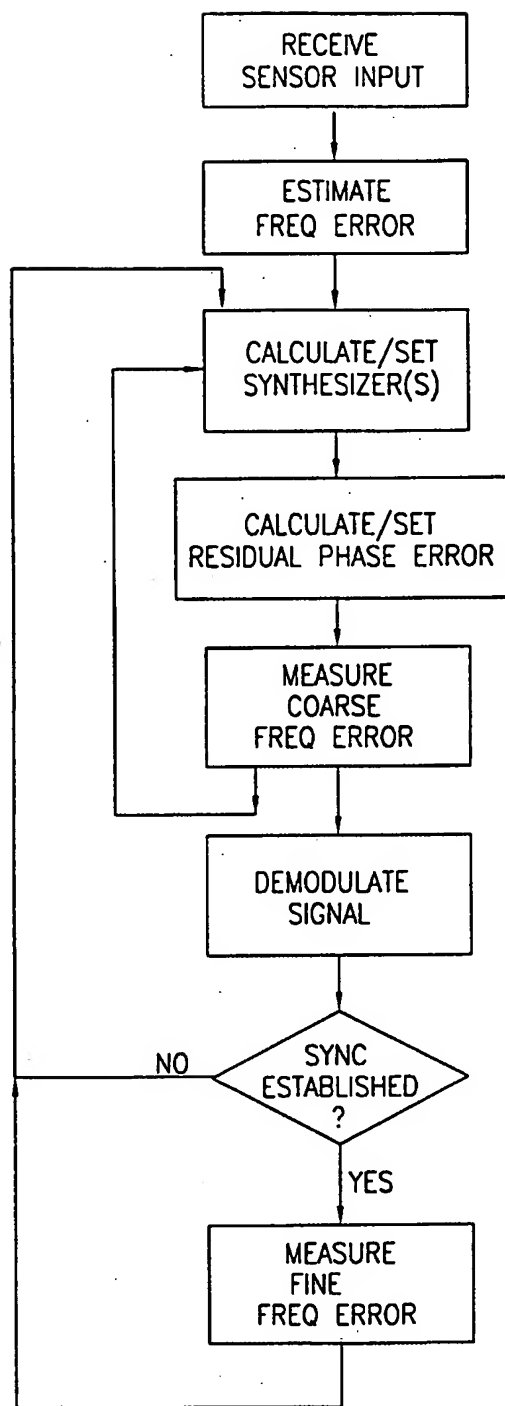 RECEIVE
SENSOR INPUT
ESTIMATE
FREQ ERROR
CALCULATE/SET
SYNTHESIZER(S)
CALCULATE/SET
RESIDUAL PHASE ERROR
MEASURE
COARSE
FREQ ERROR
DEMODULATE
SIGNAL
NO
SYNC
ESTABLISHED
?
YES
MEASURE
FINE
FREQ ERROR